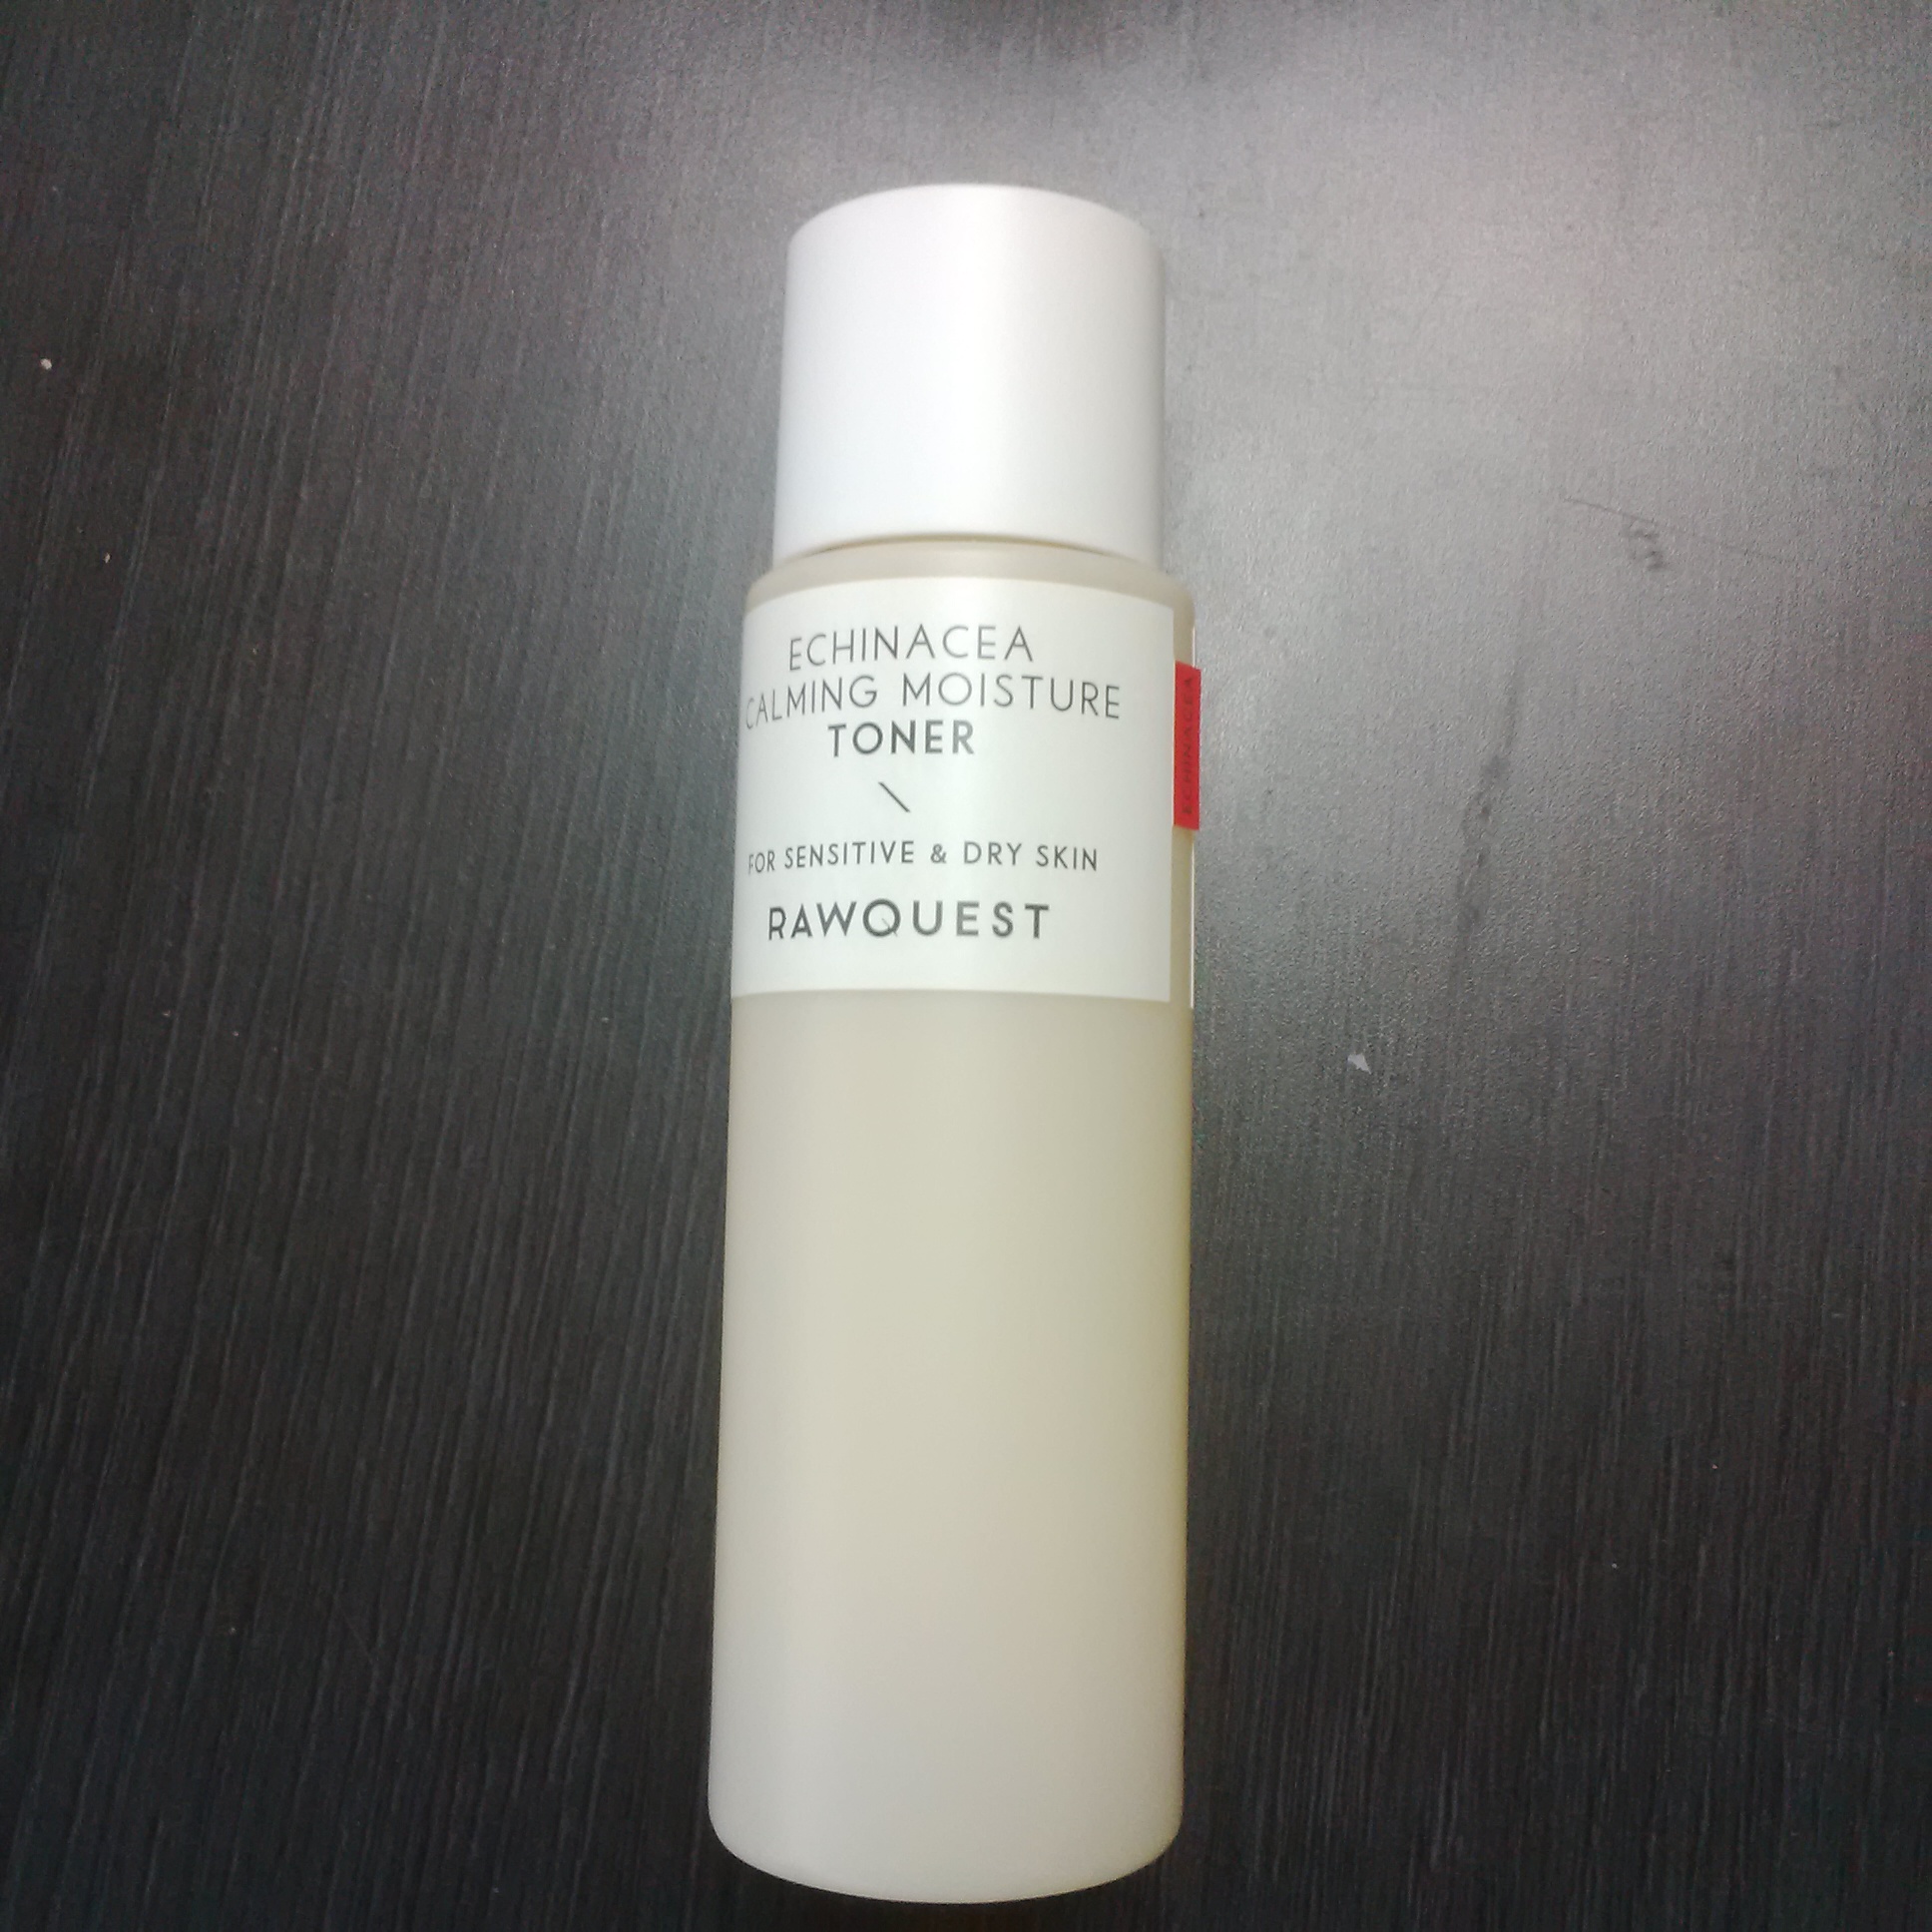 ECHINACEA
CALMING MOISTURE
TONER
\
FOR SENSITIVE & DRY SKIN
RAWQUEST
ECHINACEA